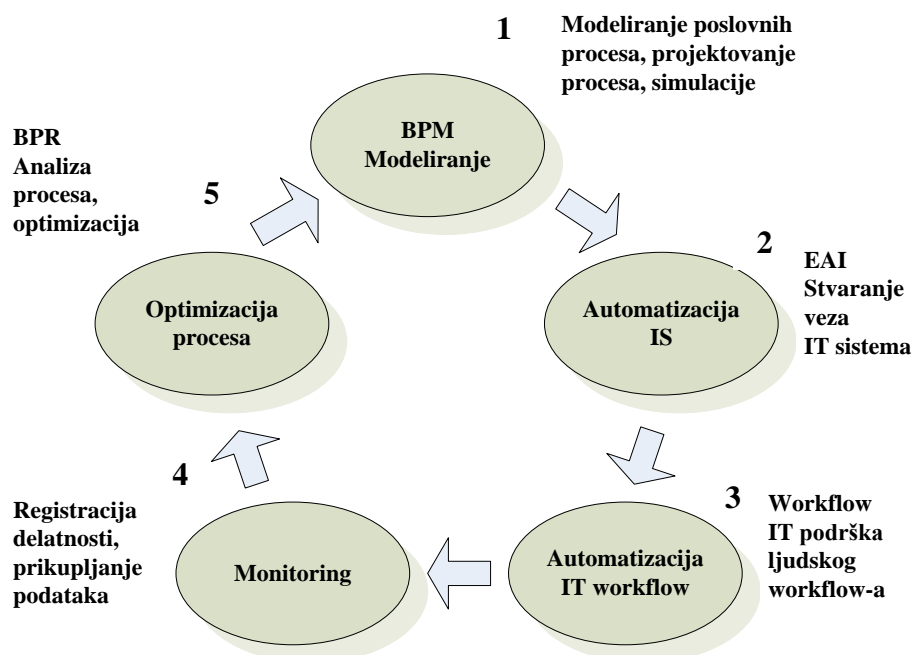 1
Modeliranje poslovnih
procesa, projektovanje
procesa, simulacije
BPM
Modeliranje
2
EAI
Stvaranje
veza
IT sistema
Automatizacija
IS
3
Workflow
IT podrška
ljudskog
workflow-a
Automatizacija
IT workflow
4
Registracija
delatnosti,
prikupljanje
podataka
Monitoring
5
BPR
Analiza
procesa,
optimizacija
Optimizacija
procesa